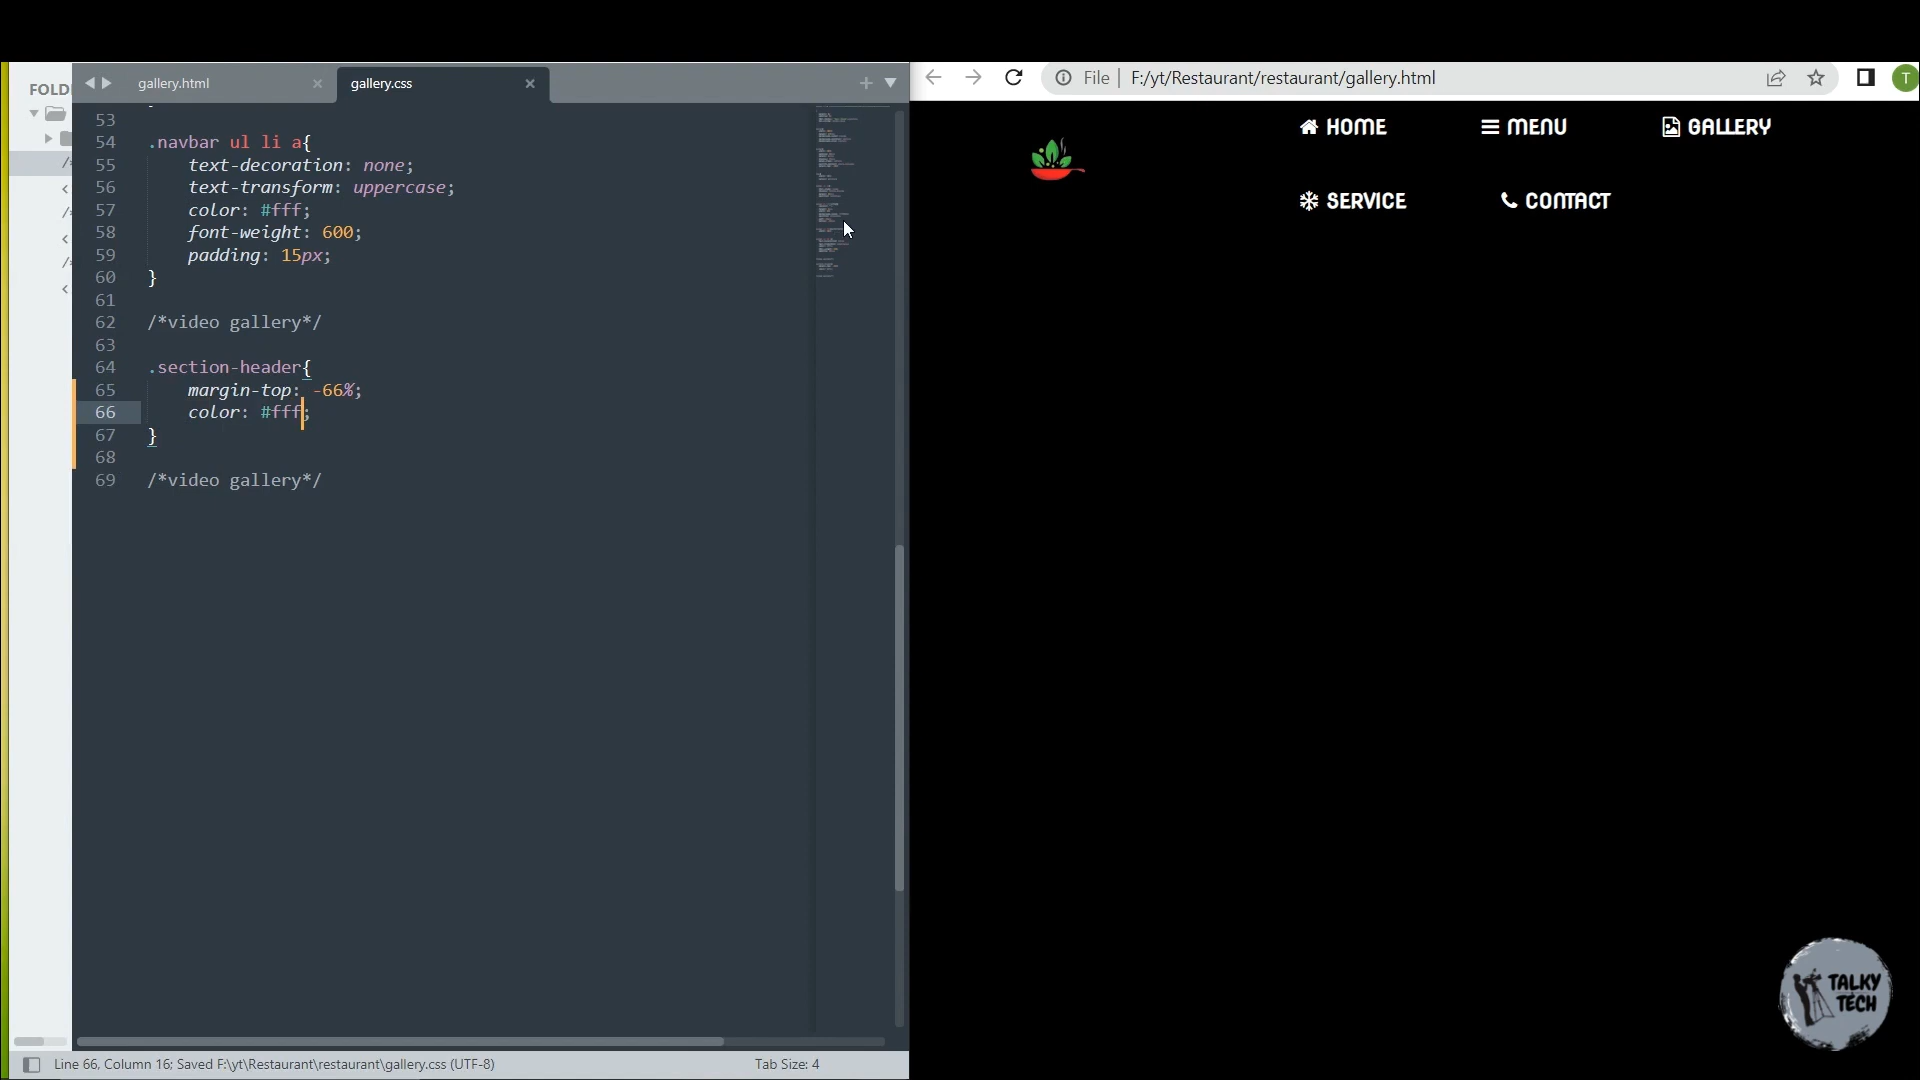 FOLD
gallery.html
gallery.css
53
54 .navbar ul li a{
55 text-decoration: none;
56 text-transform: uppercase;
57 color: #fff;
58 font-weight: 600;
59 padding: 15px;
60 }
61
62 /*video gallery*/
63
64 .section-header{
65 margin-top: -66%;
66 color: #fff;
67 }
68
69 /*video gallery*/
Line 66, Column 16; Saved F:\yt\Restaurant\restaurant\gallery.css (UTF-8)
Tab Size: 4
File F:/yt/Restaurant/restaurant/gallery.html
T
HOME MENU GALLERY
SERVICE CONTACT
TALKY
TECH